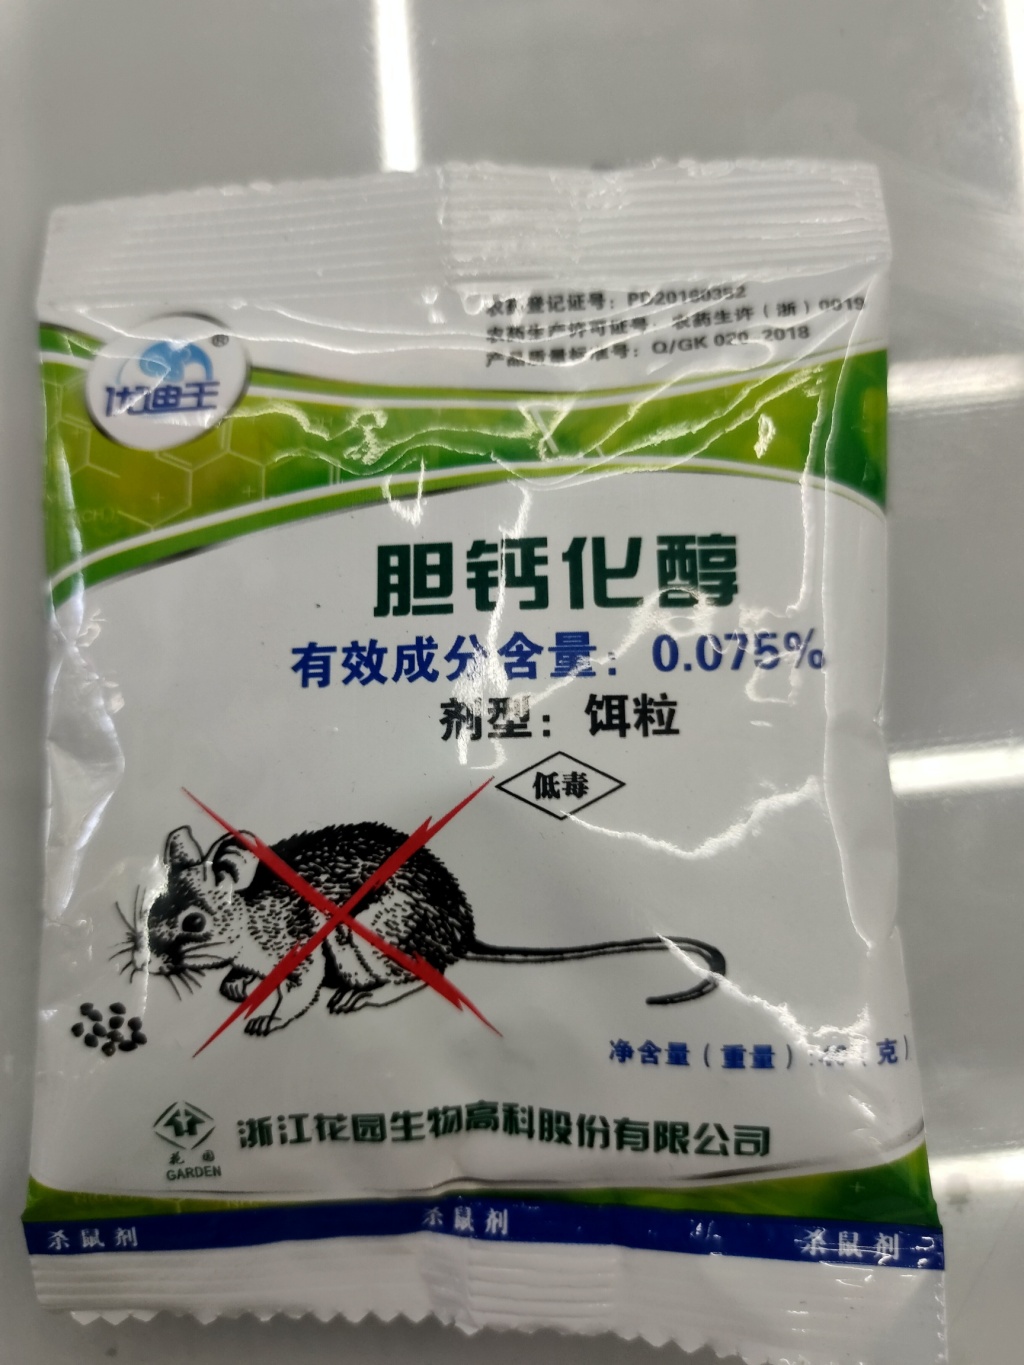 农药登记证号：PD20180352
农药生产许可证号：农药生许（浙）0019
产品质量标准号：Q/GK 020 2018
优迪王®
胆钙化醇
有效成分含量：0.075%
剂型：饵粒
低毒
净含量（重量）: （克）
浙江花园生物高科股份有限公司
花园
GARDEN
杀鼠剂 杀鼠剂 杀鼠剂